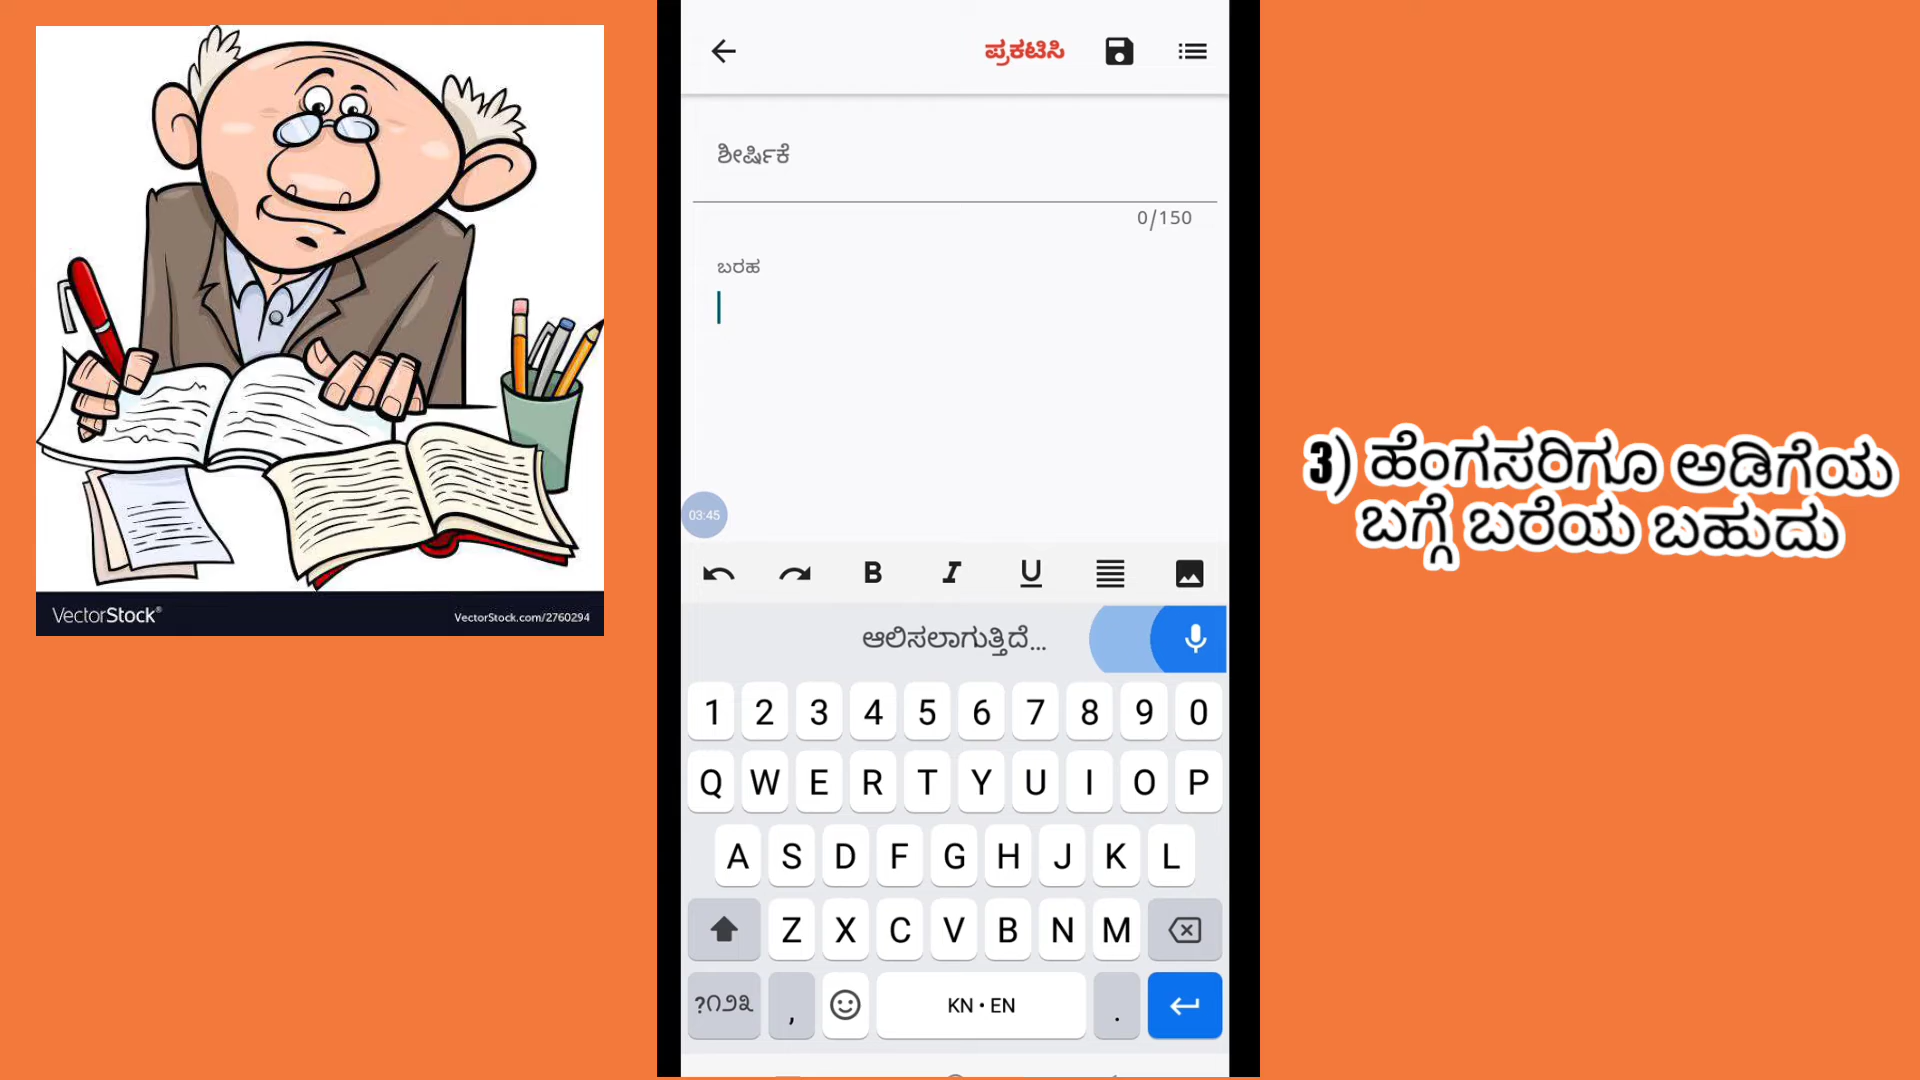 VectorStock®
VectorStock.com/2760294
ಪ್ರಕಟಿಸಿ
ಶೀರ್ಷಿಕೆ
0/150
ಬರಹ
03:45
B I U
ಆಲಿಸಲಾಗುತ್ತಿದೆ...
1 2 3 4 5 6 7 8 9 0
Q W E R T Y U I O P
A S D F G H J K L
Z X C V B N M
?೧೨೩ , KN • EN .
3) ಹೆಂಗಸರಿಗೂ ಅಡಿಗೆಯ
ಬಗ್ಗೆ ಬರೆಯ ಬಹುದು